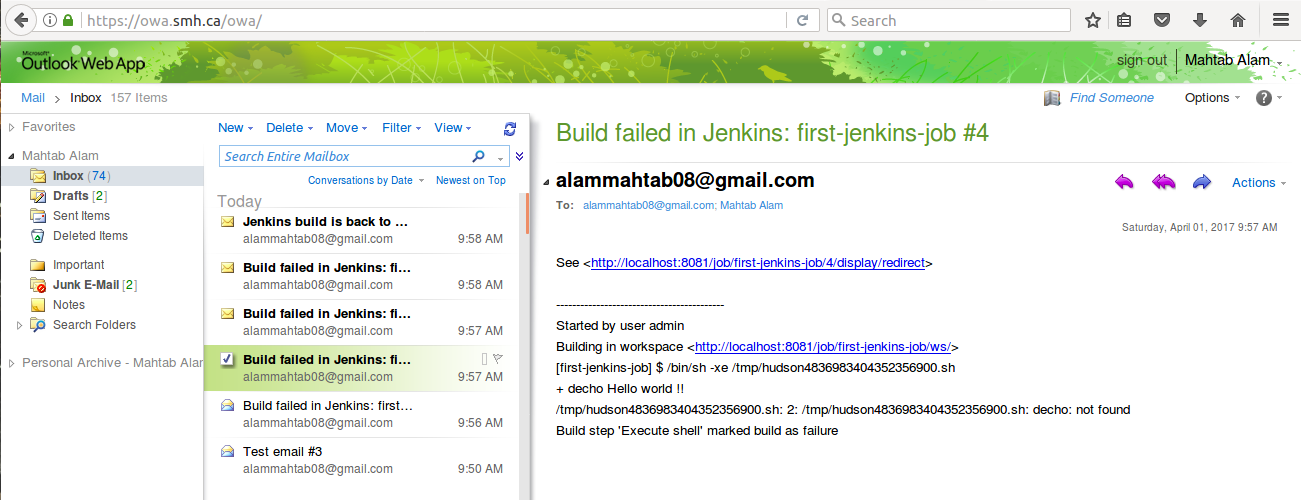 https://owa.smh.ca/owa/
Search
Microsoft
Outlook Web App
sign out Mahtab Alam
Mail > Inbox 157 Items
Find Someone Options ?
Favorites
Mahtab Alam
Inbox (74)
Drafts [2]
Sent Items
Deleted Items
Important
Junk E-Mail [2]
Notes
Search Folders
Personal Archive - Mahtab Alar
New Delete Move Filter View
Search Entire Mailbox
Conversations by Date Newest on Top
Today
Jenkins build is back to ...
alammahtab08@gmail.com 9:58 AM
Build failed in Jenkins: fi...
alammahtab08@gmail.com 9:58 AM
Build failed in Jenkins: fi...
alammahtab08@gmail.com 9:57 AM
Build failed in Jenkins: fi...
alammahtab08@gmail.com 9:57 AM
Build failed in Jenkins: first...
alammahtab08@gmail.com 9:56 AM
Test email #3
alammahtab08@gmail.com 9:50 AM
Build failed in Jenkins: first-jenkins-job #4
alammahtab08@gmail.com
Actions
To: alammahtab08@gmail.com; Mahtab Alam
Saturday, April 01, 2017 9:57 AM
See <http://localhost:8081/job/first-jenkins-job/4/display/redirect>
------------------------------------------
Started by user admin
Building in workspace <http://localhost:8081/job/first-jenkins-job/ws/>
[first-jenkins-job] $ /bin/sh -xe /tmp/hudson4836983404352356900.sh
+ decho Hello world !!
/tmp/hudson4836983404352356900.sh: 2: /tmp/hudson4836983404352356900.sh: decho: not found
Build step 'Execute shell' marked build as failure